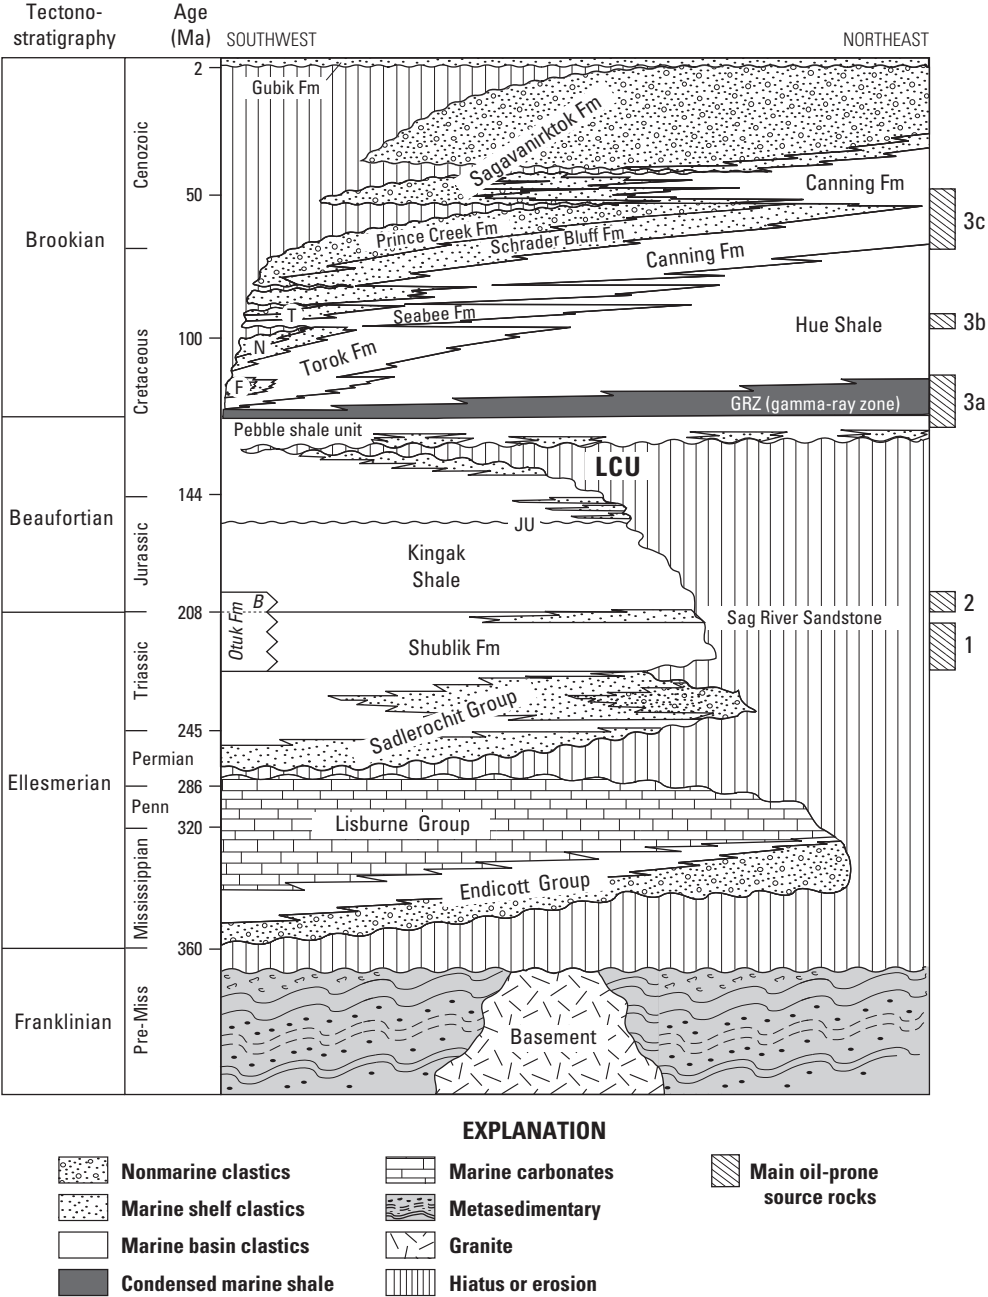 Tectono-
stratigraphy
Age
(Ma)
SOUTHWEST
NORTHEAST
2
Gubik Fm
Cenozoic
Sagavanirktok Fm
50
Canning Fm
3c
Brookian
Prince Creek Fm
Schrader Bluff Fm
Canning Fm
T
Seabee Fm
3b
Hue Shale
100
N
Torok Fm
Cretaceous
F
3a
GRZ (gamma-ray zone)
Pebble shale unit
LCU
144
Beaufortian
JU
Jurassic
Kingak
Shale
B
208
2
Otuk Fm
Sag River Sandstone
Shublik Fm
1
Triassic
Sadlerochit Group
245
Permian
Ellesmerian
286
Penn
320
Lisburne Group
Mississippian
Endicott Group
360
Franklinian
Pre-Miss
Basement
EXPLANATION
Nonmarine clastics
Marine shelf clastics
Marine basin clastics
Condensed marine shale
Marine carbonates
Metasedimentary
Granite
Hiatus or erosion
Main oil-prone
source rocks